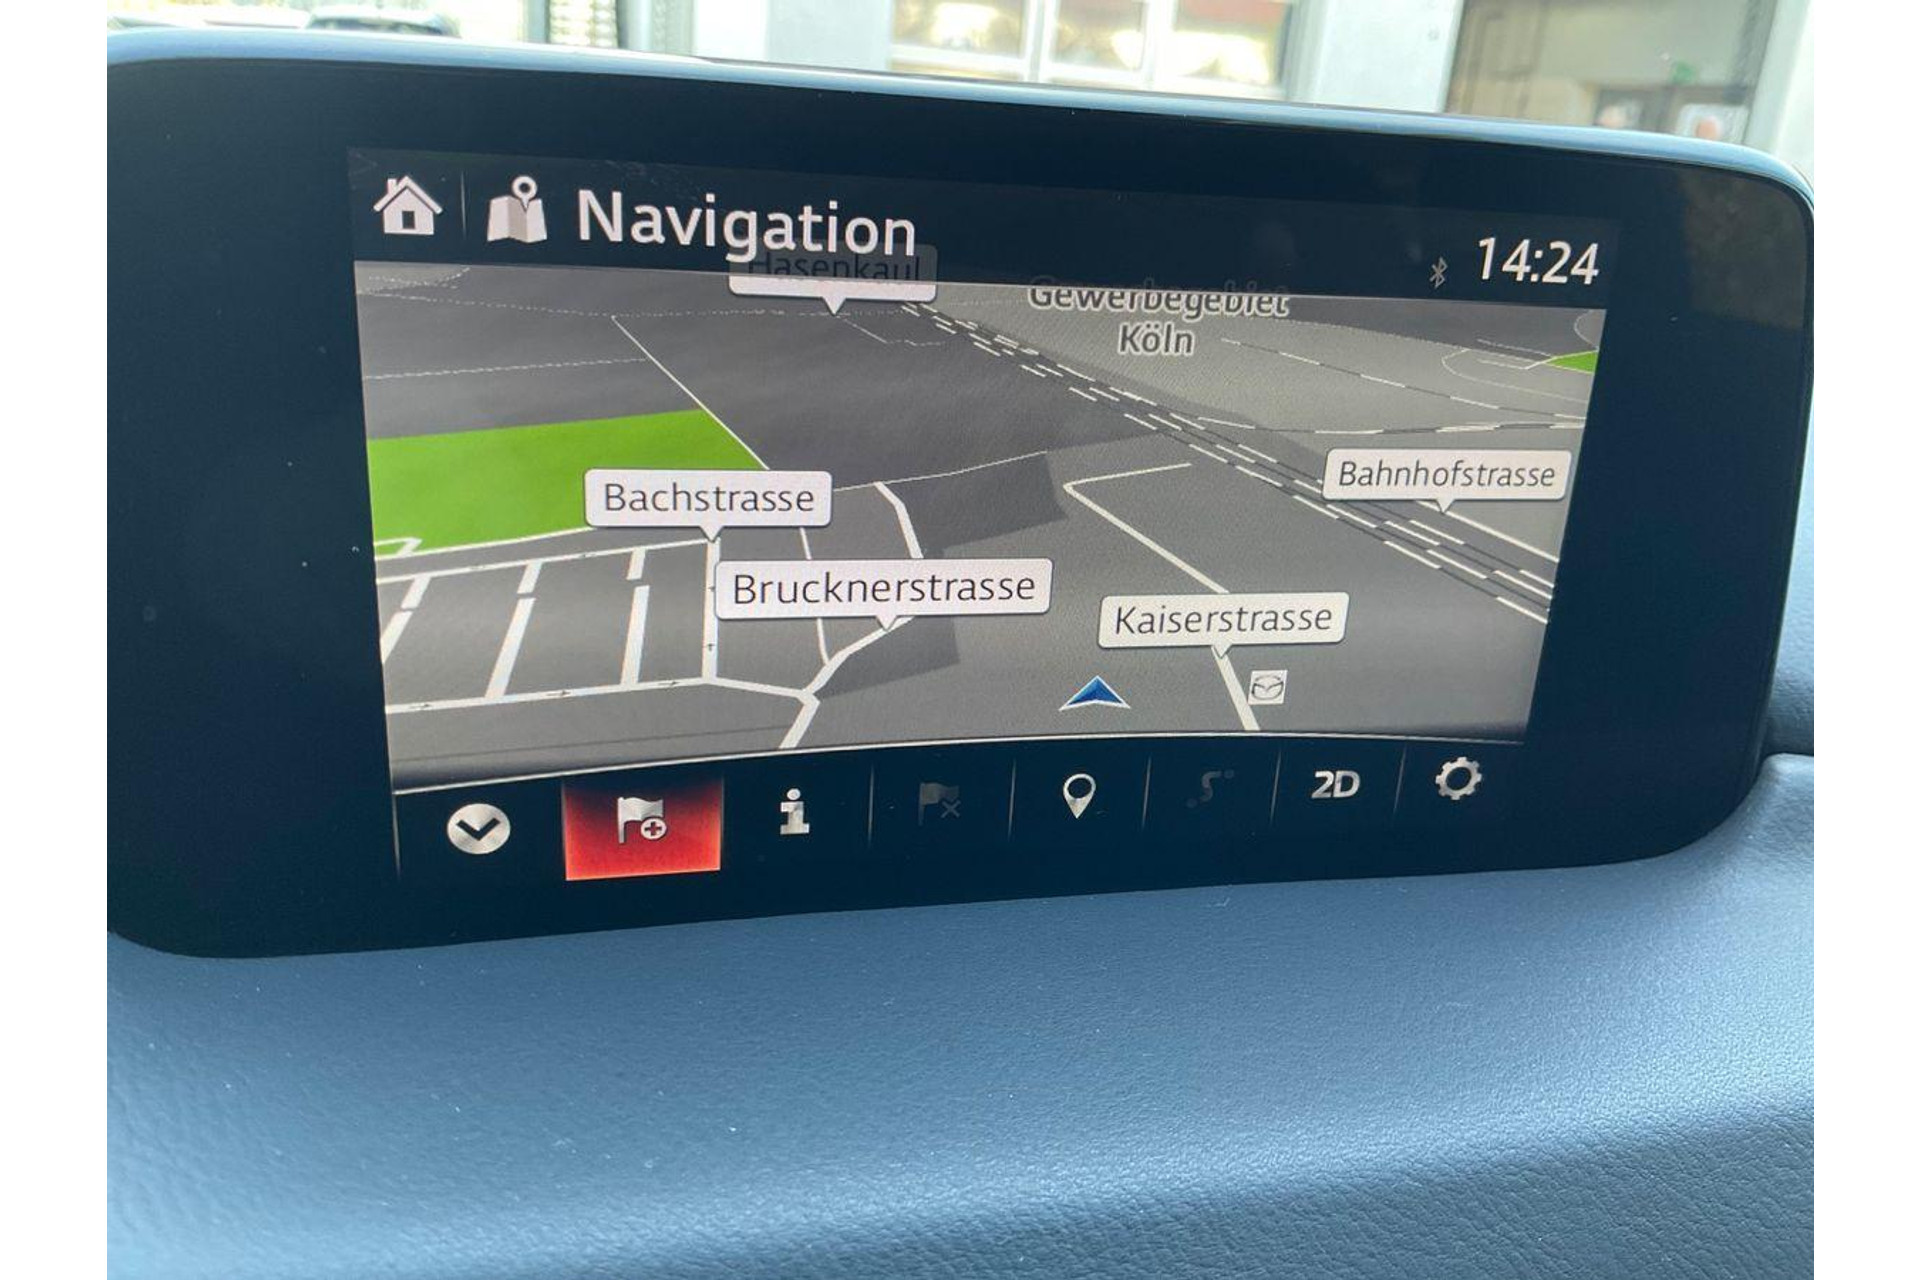 Navigation
14:24
Hasenkaul
Gewerbegebiet
Köln
Bahnhofstrasse
Bachstrasse
Brucknerstrasse
Kaiserstrasse
2D